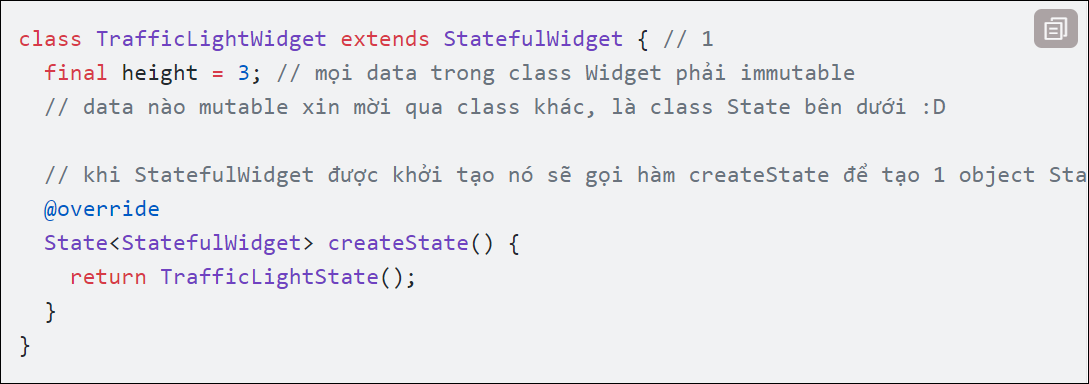 class TrafficLightWidget extends StatefulWidget { // 1
  final height = 3; // mọi data trong class Widget phải immutable
  // data nào mutable xin mời qua class khác, là class State bên dưới :D

  // khi StatefulWidget được khởi tạo nó sẽ gọi hàm createState để tạo 1 object Sta
  @override
  State<StatefulWidget> createState() {
    return TrafficLightState();
  }
}